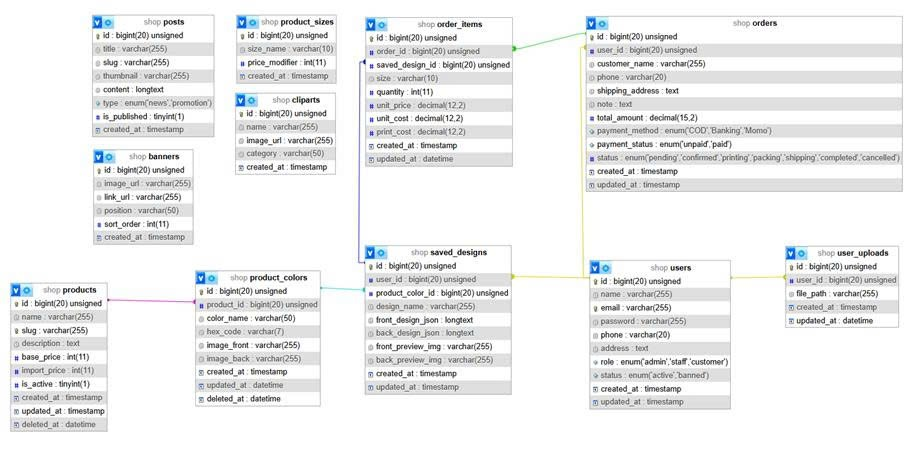 shop posts
id : bigint(20) unsigned
title : varchar(255)
slug : varchar(255)
thumbnail : varchar(255)
content : longtext
type : enum('news','promotion')
is_published : tinyint(1)
created_at : timestamp
shop product_sizes
id : bigint(20) unsigned
size_name : varchar(10)
price_modifier : int(11)
created_at : timestamp
shop cliparts
id : bigint(20) unsigned
name : varchar(255)
image_url : varchar(255)
category : varchar(50)
created_at : timestamp
shop order_items
id : bigint(20) unsigned
order_id : bigint(20) unsigned
saved_design_id : bigint(20) unsigned
size : varchar(10)
quantity : int(11)
unit_price : decimal(12,2)
unit_cost : decimal(12,2)
print_cost : decimal(12,2)
created_at : timestamp
updated_at : datetime
shop orders
id : bigint(20) unsigned
user_id : bigint(20) unsigned
customer_name : varchar(255)
phone : varchar(20)
shipping_address : text
note : text
total_amount : decimal(15,2)
payment_method : enum('COD','Banking','Momo')
payment_status : enum('unpaid','paid')
status : enum('pending','confirmed','printing','packing','shipping','completed','cancelled')
created_at : timestamp
updated_at : timestamp
shop banners
id : bigint(20) unsigned
image_url : varchar(255)
link_url : varchar(255)
position : varchar(50)
sort_order : int(11)
created_at : timestamp
shop products
id : bigint(20) unsigned
name : varchar(255)
slug : varchar(255)
description : text
base_price : int(11)
import_price : int(11)
is_active : tinyint(1)
created_at : timestamp
updated_at : timestamp
deleted_at : datetime
shop product_colors
id : bigint(20) unsigned
product_id : bigint(20) unsigned
color_name : varchar(50)
hex_code : varchar(7)
image_front : varchar(255)
image_back : varchar(255)
created_at : timestamp
updated_at : datetime
deleted_at : datetime
shop saved_designs
id : bigint(20) unsigned
user_id : bigint(20) unsigned
product_color_id : bigint(20) unsigned
design_name : varchar(255)
front_design_json : longtext
back_design_json : longtext
front_preview_img : varchar(255)
back_preview_img : varchar(255)
created_at : timestamp
updated_at : datetime
shop users
id : bigint(20) unsigned
name : varchar(255)
email : varchar(255)
password : varchar(255)
phone : varchar(20)
address : text
role : enum('admin','staff','customer')
status : enum('active','banned')
created_at : timestamp
updated_at : timestamp
shop user_uploads
id : bigint(20) unsigned
user_id : bigint(20) unsigned
file_path : varchar(255)
created_at : timestamp
updated_at : datetime